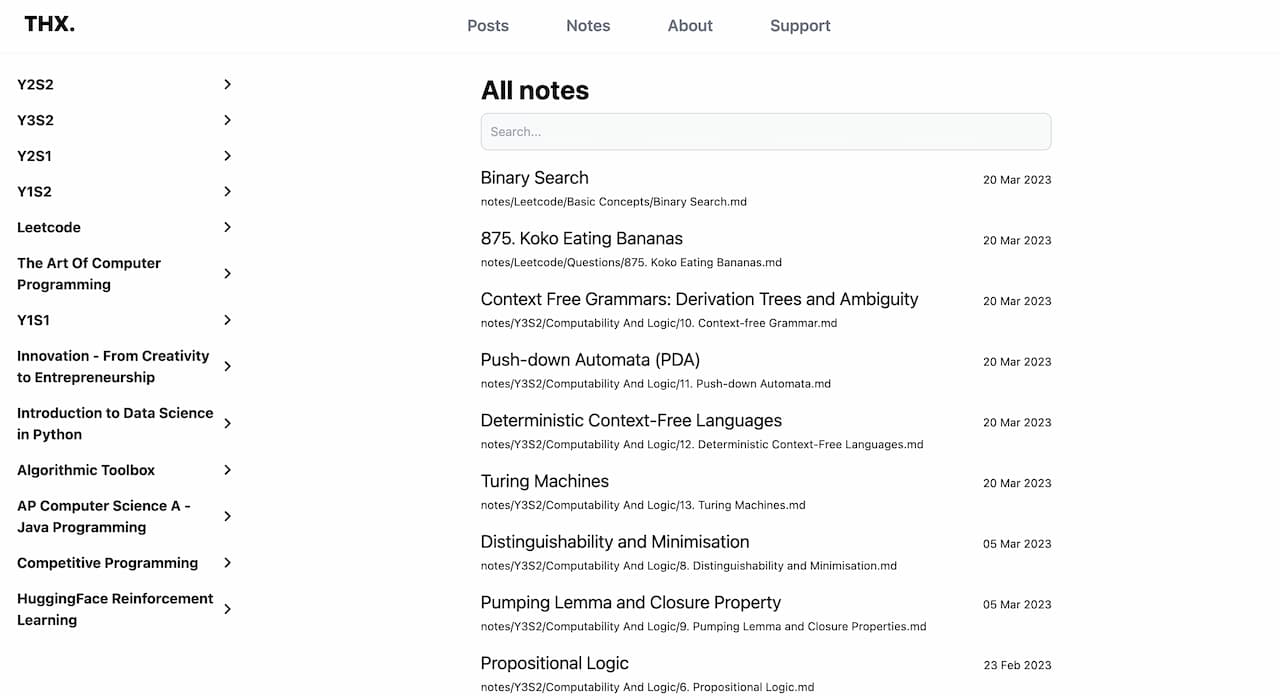 THX.
Posts
Notes
About
Support
Y2S2
Y3S2
Y2S1
Y1S2
Leetcode
The Art Of Computer
Programming
Y1S1
Innovation - From Creativity
to Entrepreneurship
Introduction to Data Science
in Python
Algorithmic Toolbox
AP Computer Science A -
Java Programming
Competitive Programming
HuggingFace Reinforcement
Learning
All notes
Search...
Binary Search
20 Mar 2023
notes/Leetcode/Basic Concepts/Binary Search.md
875. Koko Eating Bananas
20 Mar 2023
notes/Leetcode/Questions/875. Koko Eating Bananas.md
Context Free Grammars: Derivation Trees and Ambiguity
20 Mar 2023
notes/Y3S2/Computability And Logic/10. Context-free Grammar.md
Push-down Automata (PDA)
20 Mar 2023
notes/Y3S2/Computability And Logic/11. Push-down Automata.md
Deterministic Context-Free Languages
20 Mar 2023
notes/Y3S2/Computability And Logic/12. Deterministic Context-Free Languages.md
Turing Machines
20 Mar 2023
notes/Y3S2/Computability And Logic/13. Turing Machines.md
Distinguishability and Minimisation
05 Mar 2023
notes/Y3S2/Computability And Logic/8. Distinguishability and Minimisation.md
Pumping Lemma and Closure Property
05 Mar 2023
notes/Y3S2/Computability And Logic/9. Pumping Lemma and Closure Properties.md
Propositional Logic
23 Feb 2023
notes/Y3S2/Computability And Logic/6. Propositional Logic.md